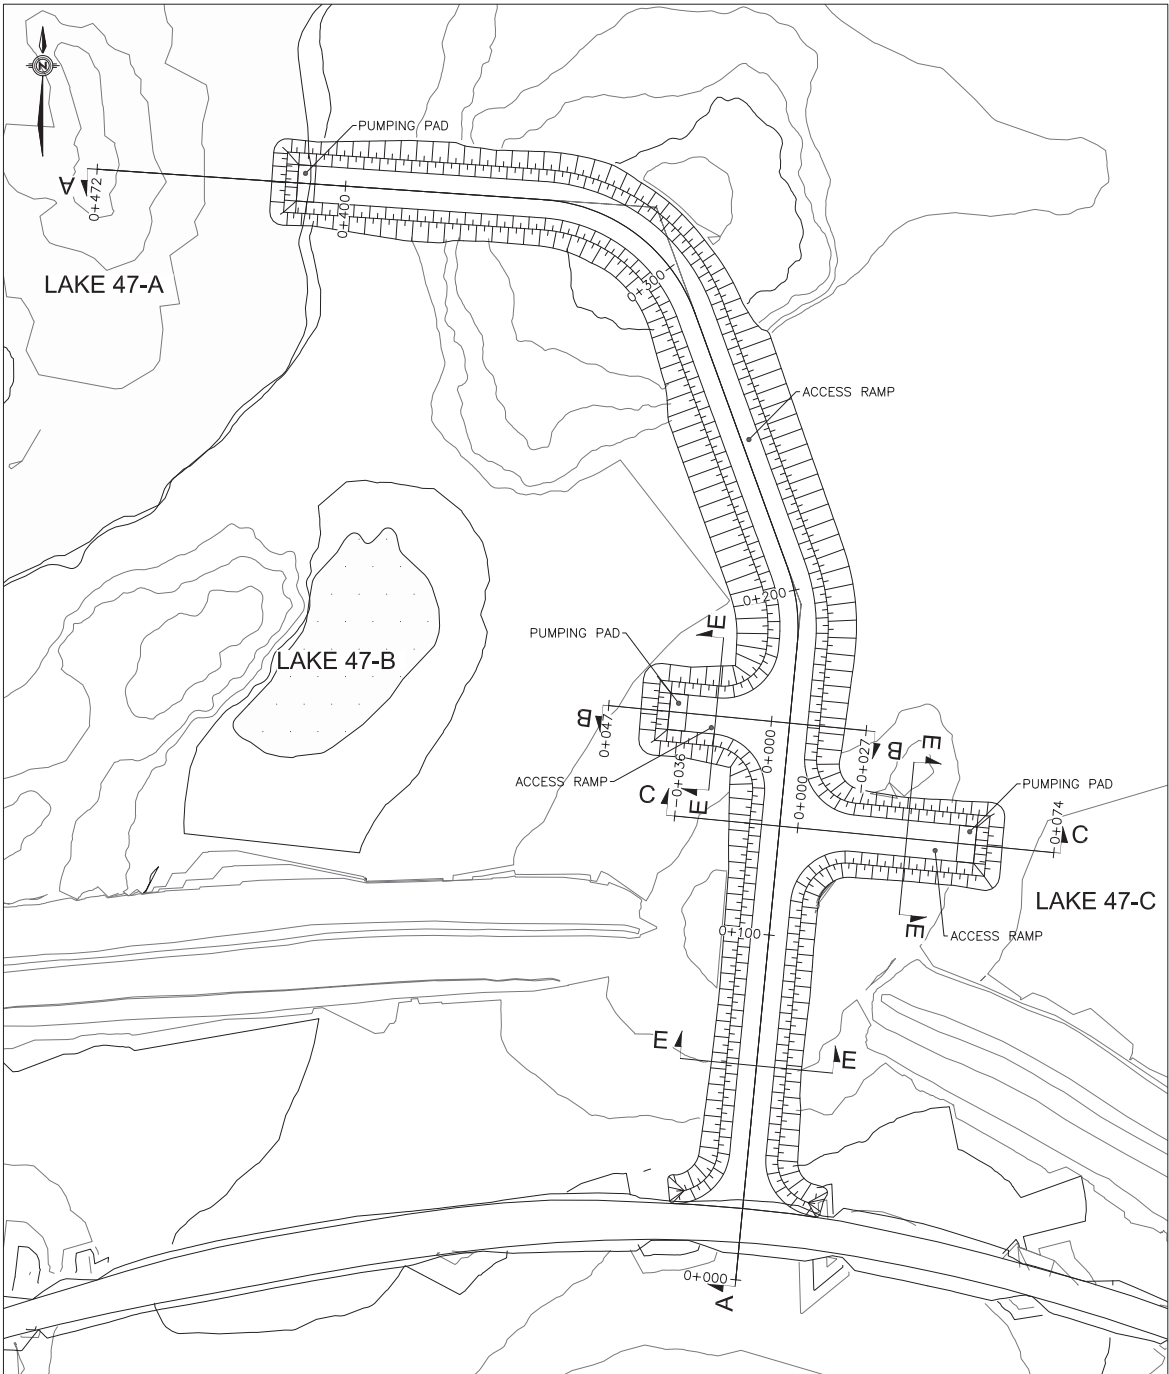 N
PUMPING PAD
A
0+472
0+400
LAKE 47-A
0+300
ACCESS RAMP
0+200
E
PUMPING PAD
LAKE 47-B
B
0+047
0+000
-0+027
B
E
ACCESS RAMP
-0+036
C
E
0+000
PUMPING PAD
0+074
C
LAKE 47-C
E
0+100
ACCESS RAMP
E
E
0+000
A